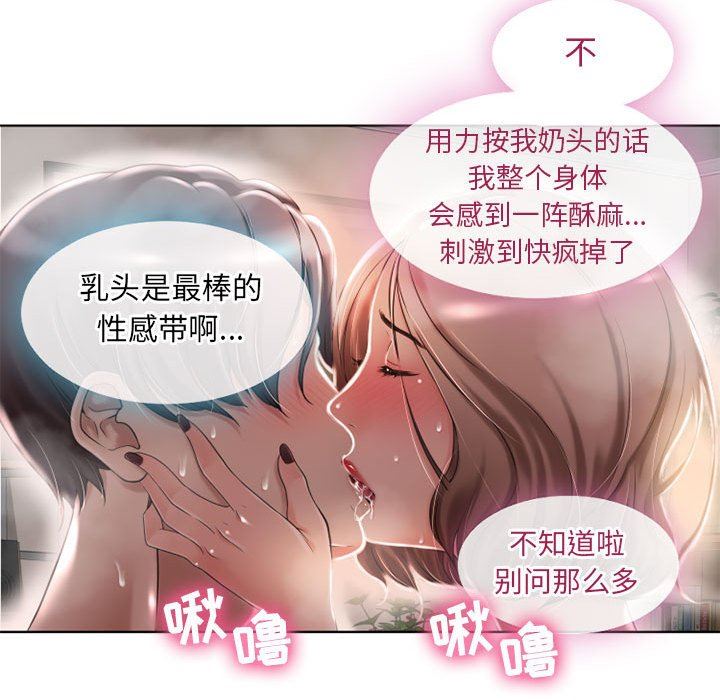 不
用力按我奶头的话
我整个身体
会感到一阵酥麻...
刺激到快疯掉了
乳头是最棒的
性感带啊...
不知道啦
别问那么多
啾
噜
啾
噜